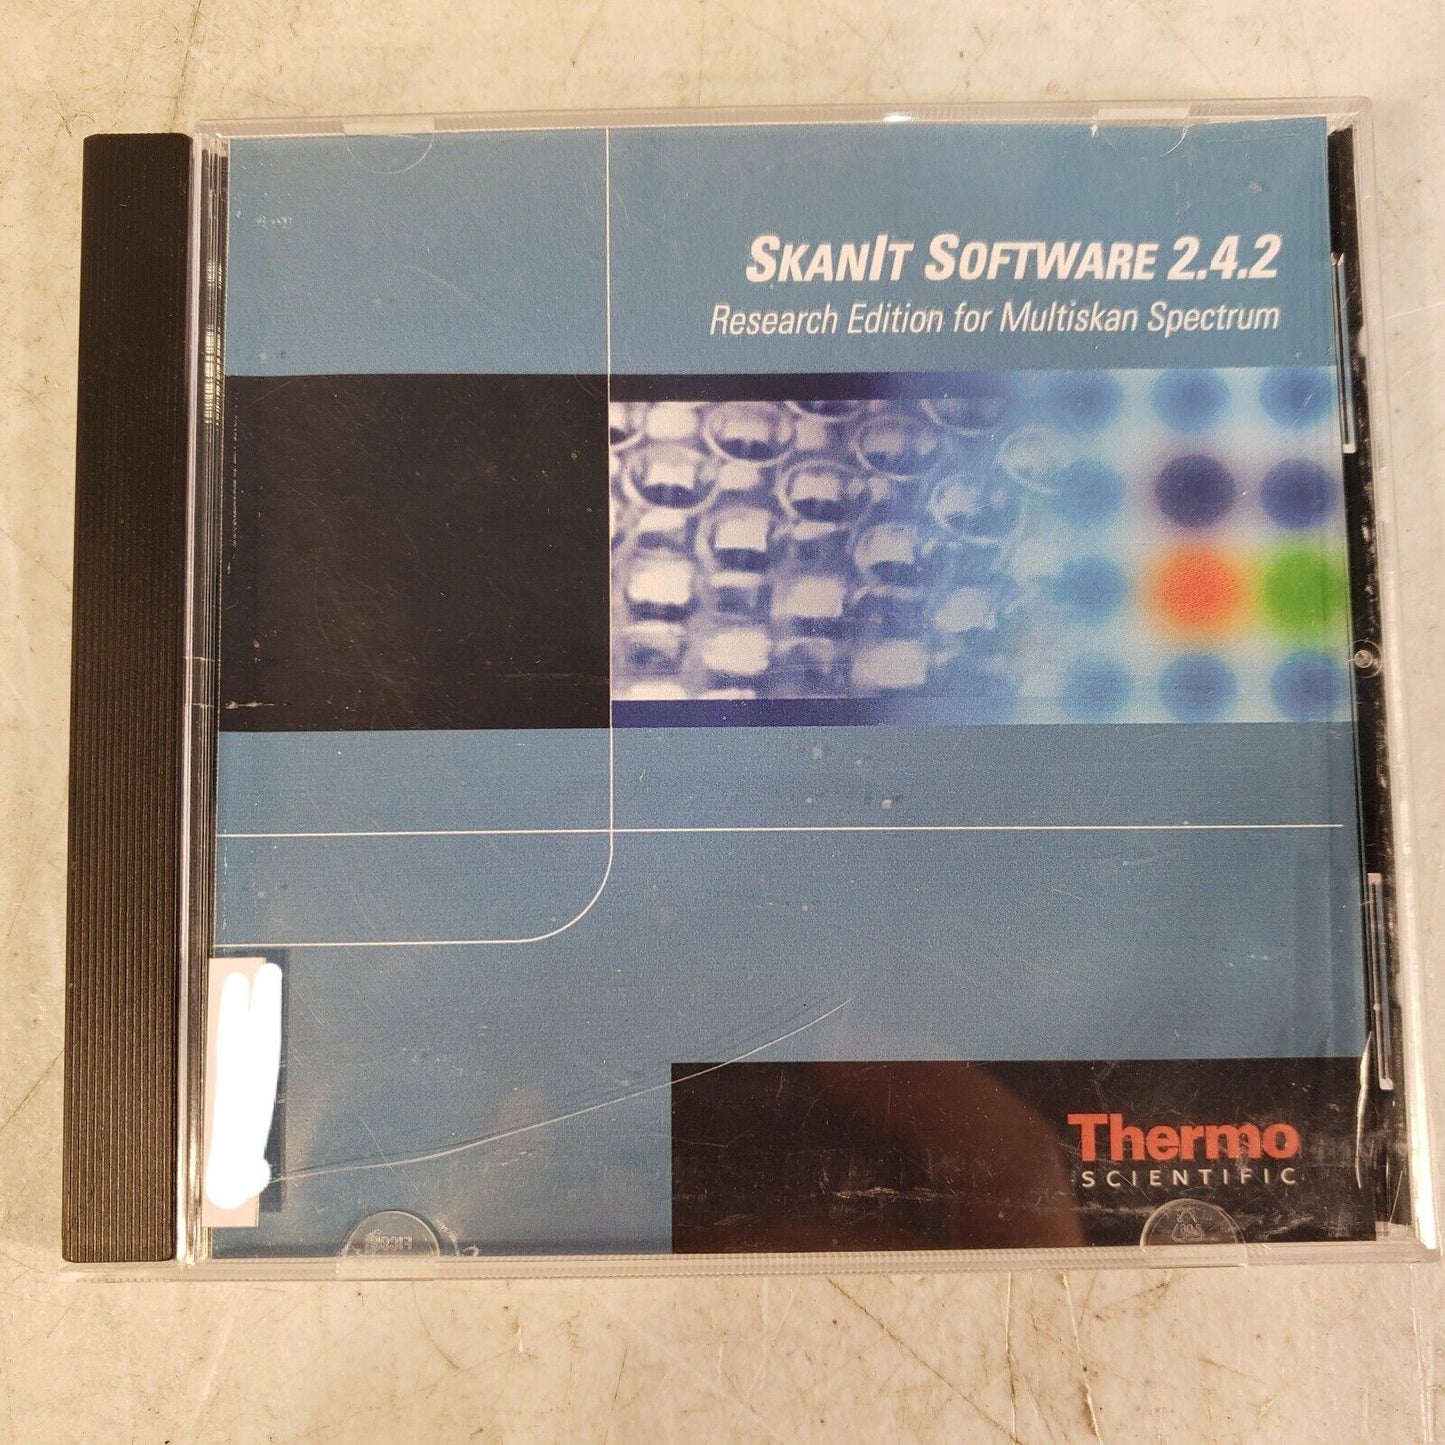 SKANIT SOFTWARE 2.4.2
Research Edition for Multiskan Spectrum
Thermo
SCIENTIFIC